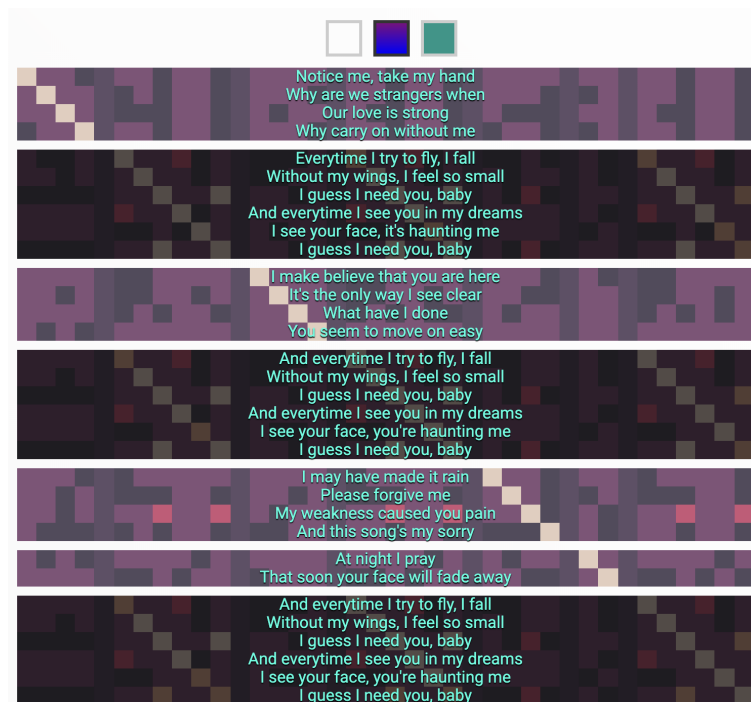 Notice me, take my hand
Why are we strangers when
Our love is strong
Why carry on without me
Everytime I try to fly, I fall
Without my wings, I feel so small
I guess I need you, baby
And everytime I see you in my dreams
I see your face, it's haunting me
I guess I need you, baby
I make believe that you are here
It's the only way I see clear
What have I done
You seem to move on easy
And everytime I try to fly, I fall
Without my wings, I feel so small
I guess I need you, baby
And everytime I see you in my dreams
I see your face, you're haunting me
I guess I need you, baby
I may have made it rain
Please forgive me
My weakness caused you pain
And this song's my sorry
At night I pray
That soon your face will fade away
And everytime I try to fly, I fall
Without my wings, I feel so small
I guess I need you, baby
And everytime I see you in my dreams
I see your face, you're haunting me
I guess I need you, baby